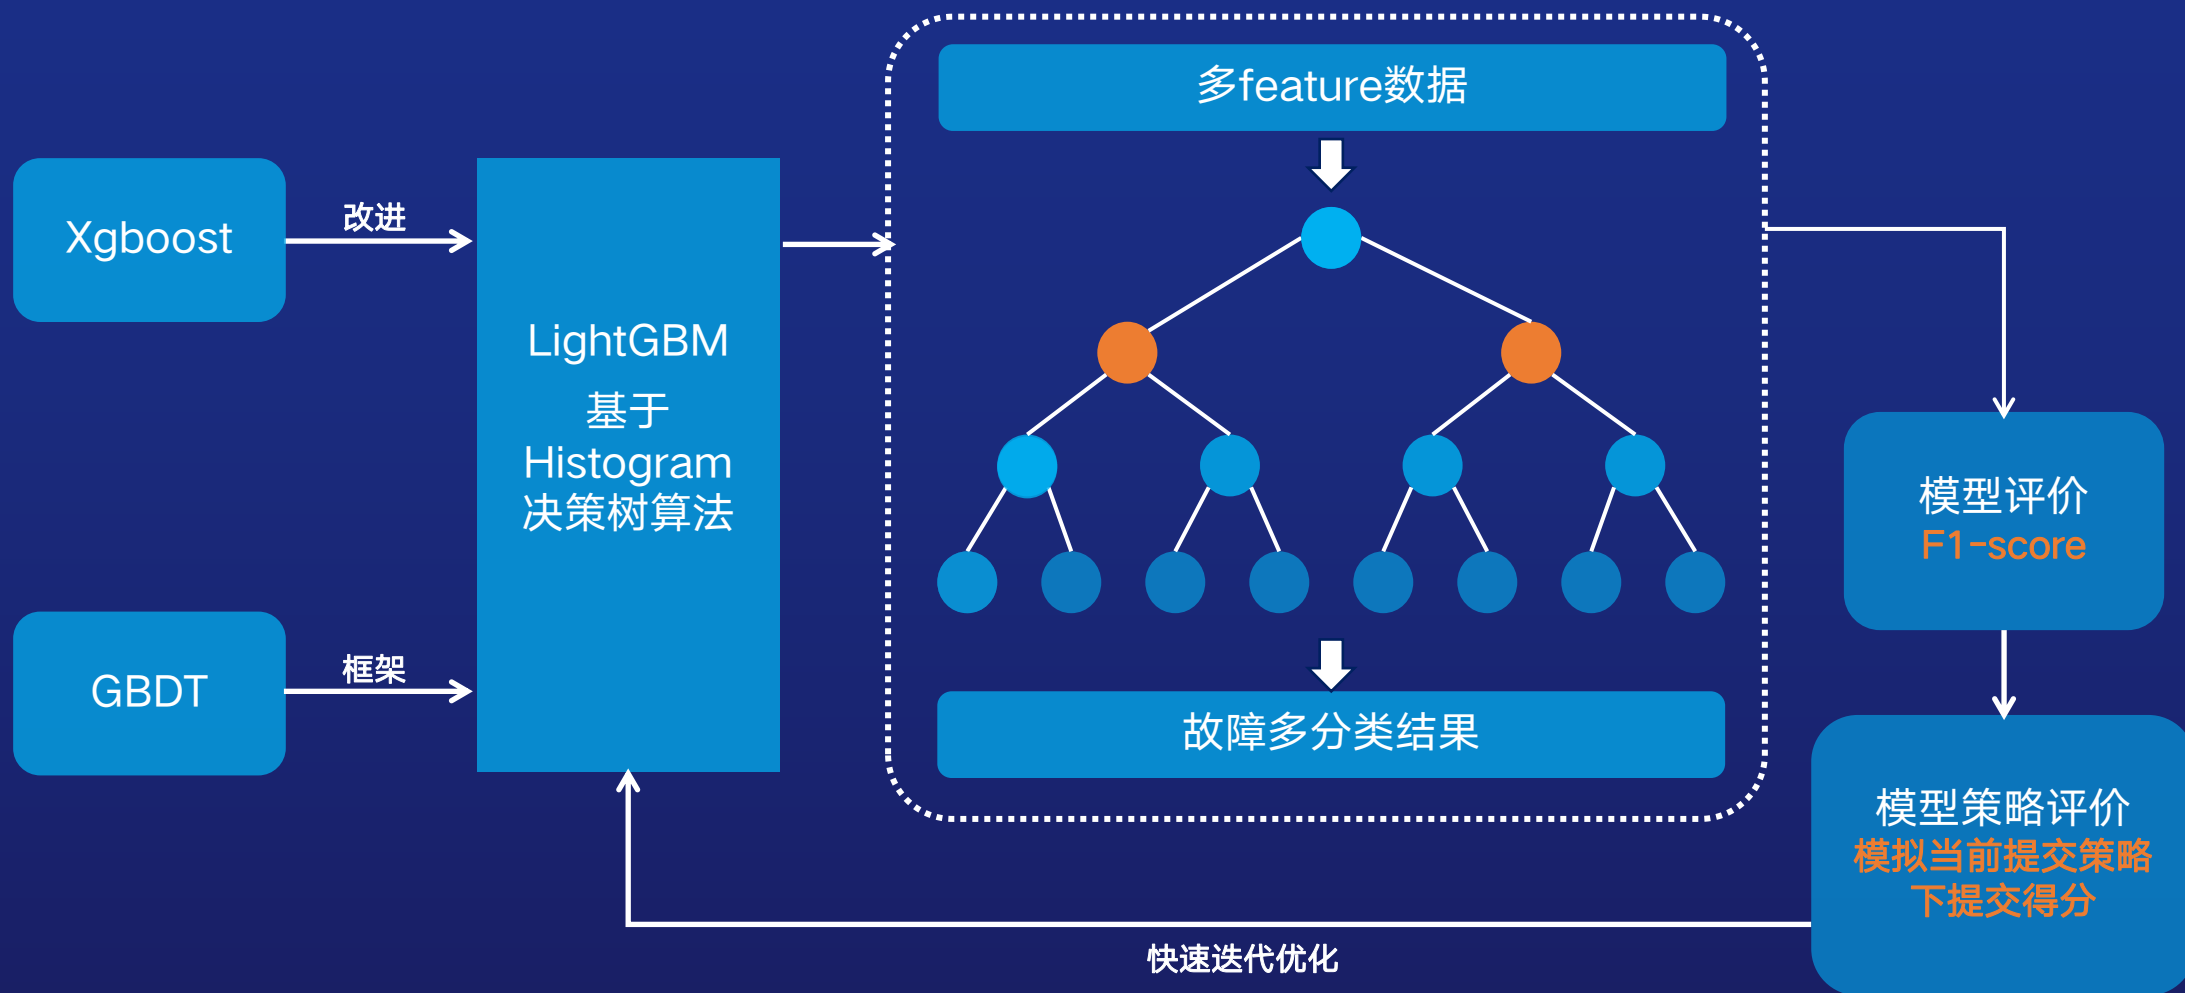 Xgboost
改进
GBDT
框架
LightGBM
基于
Histogram
决策树算法
多feature数据
故障多分类结果
模型评价
F1-score
模型策略评价
模拟当前提交策略
下提交得分
快速迭代优化